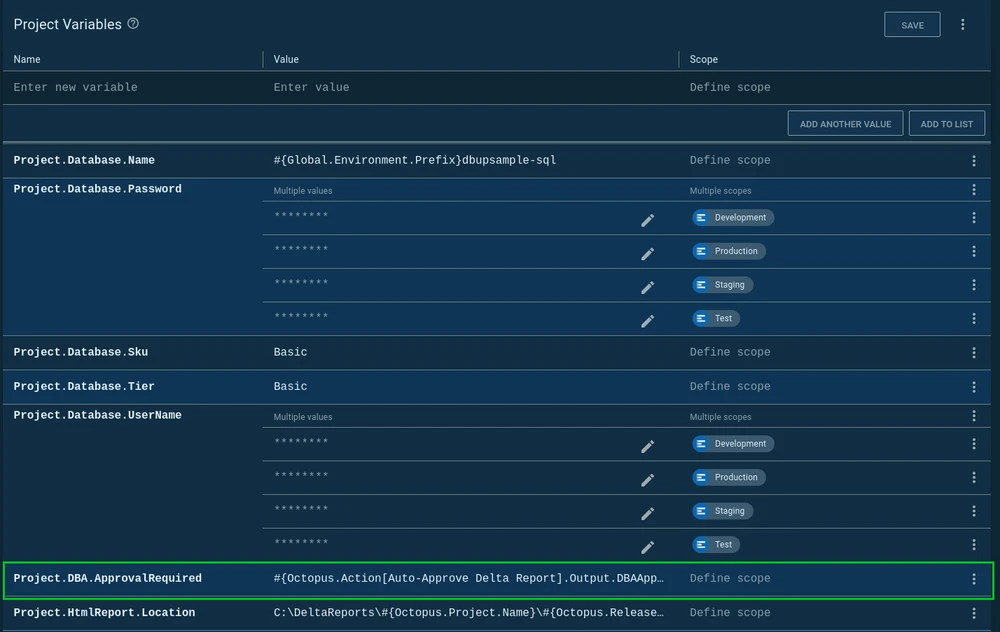 Project Variables ?
SAVE
Name Value Scope
Enter new variable Enter value Define scope
ADD ANOTHER VALUE ADD TO LIST
Project.Database.Name #{Global.Environment.Prefix}dbupsample-sql Define scope
Project.Database.Password Multiple values Multiple scopes
******** Development
******** Production
******** Staging
******** Test
Project.Database.Sku Basic Define scope
Project.Database.Tier Basic Define scope
Project.Database.UserName Multiple values Multiple scopes
******** Development
******** Production
******** Staging
******** Test
Project.DBA.ApprovalRequired #{Octopus.Action[Auto-Approve Delta Report].Output.DBAApp… Define scope
Project.HtmlReport.Location C:\DeltaReports\#{Octopus.Project.Name}\#{Octopus.Release… Define scope